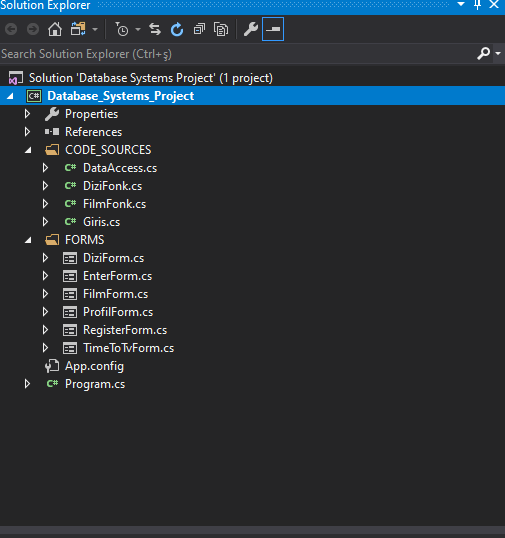 Solution Explorer
Search Solution Explorer (Ctrl+ş)
Solution 'Database Systems Project' (1 project)
C# Database_Systems_Project
Properties
References
CODE_SOURCES
C# DataAccess.cs
C# DiziFonk.cs
C# FilmFonk.cs
C# Giris.cs
FORMS
DiziForm.cs
EnterForm.cs
FilmForm.cs
ProfilForm.cs
RegisterForm.cs
TimeToTvForm.cs
App.config
C# Program.cs